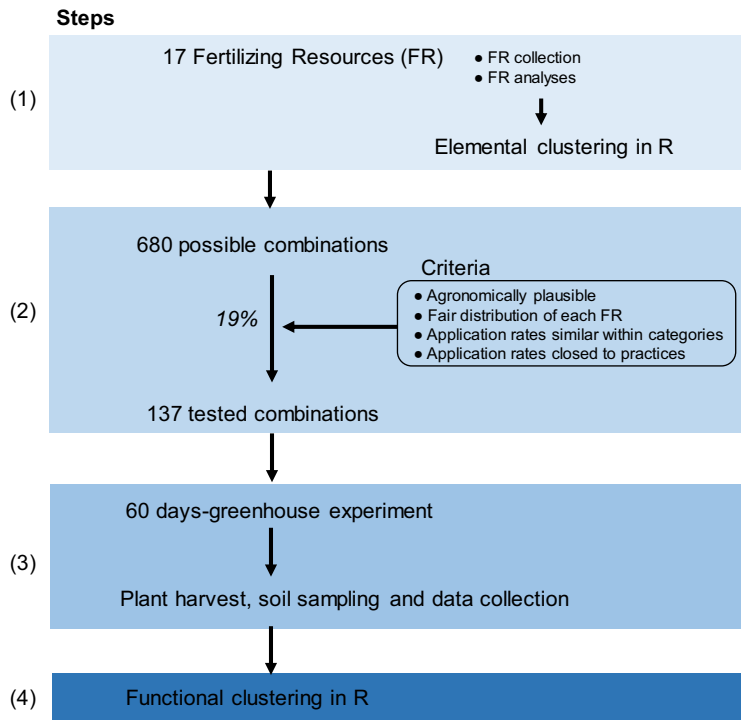 Steps
(1)
17 Fertilizing Resources (FR)
● FR collection
● FR analyses
Elemental clustering in R
(2)
680 possible combinations
19%
Criteria
● Agronomically plausible
● Fair distribution of each FR
● Application rates similar within categories
● Application rates closed to practices
137 tested combinations
(3)
60 days-greenhouse experiment
Plant harvest, soil sampling and data collection
(4)
Functional clustering in R